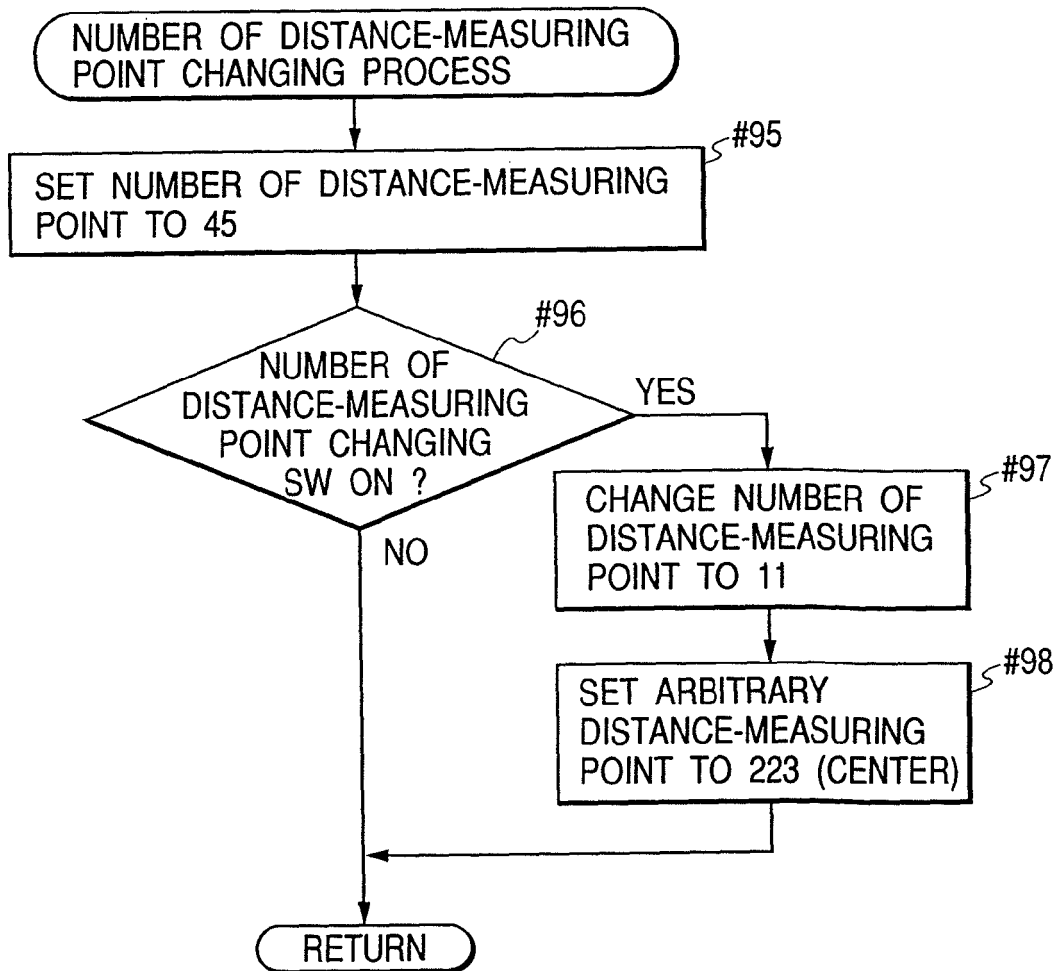 NUMBER OF DISTANCE-MEASURING
POINT CHANGING PROCESS
#95
SET NUMBER OF DISTANCE-MEASURING
POINT TO 45
#96
NUMBER OF
DISTANCE-MEASURING
POINT CHANGING
SW ON ?
YES
NO
#97
CHANGE NUMBER OF
DISTANCE-MEASURING
POINT TO 11
#98
SET ARBITRARY
DISTANCE-MEASURING
POINT TO 223 (CENTER)
RETURN